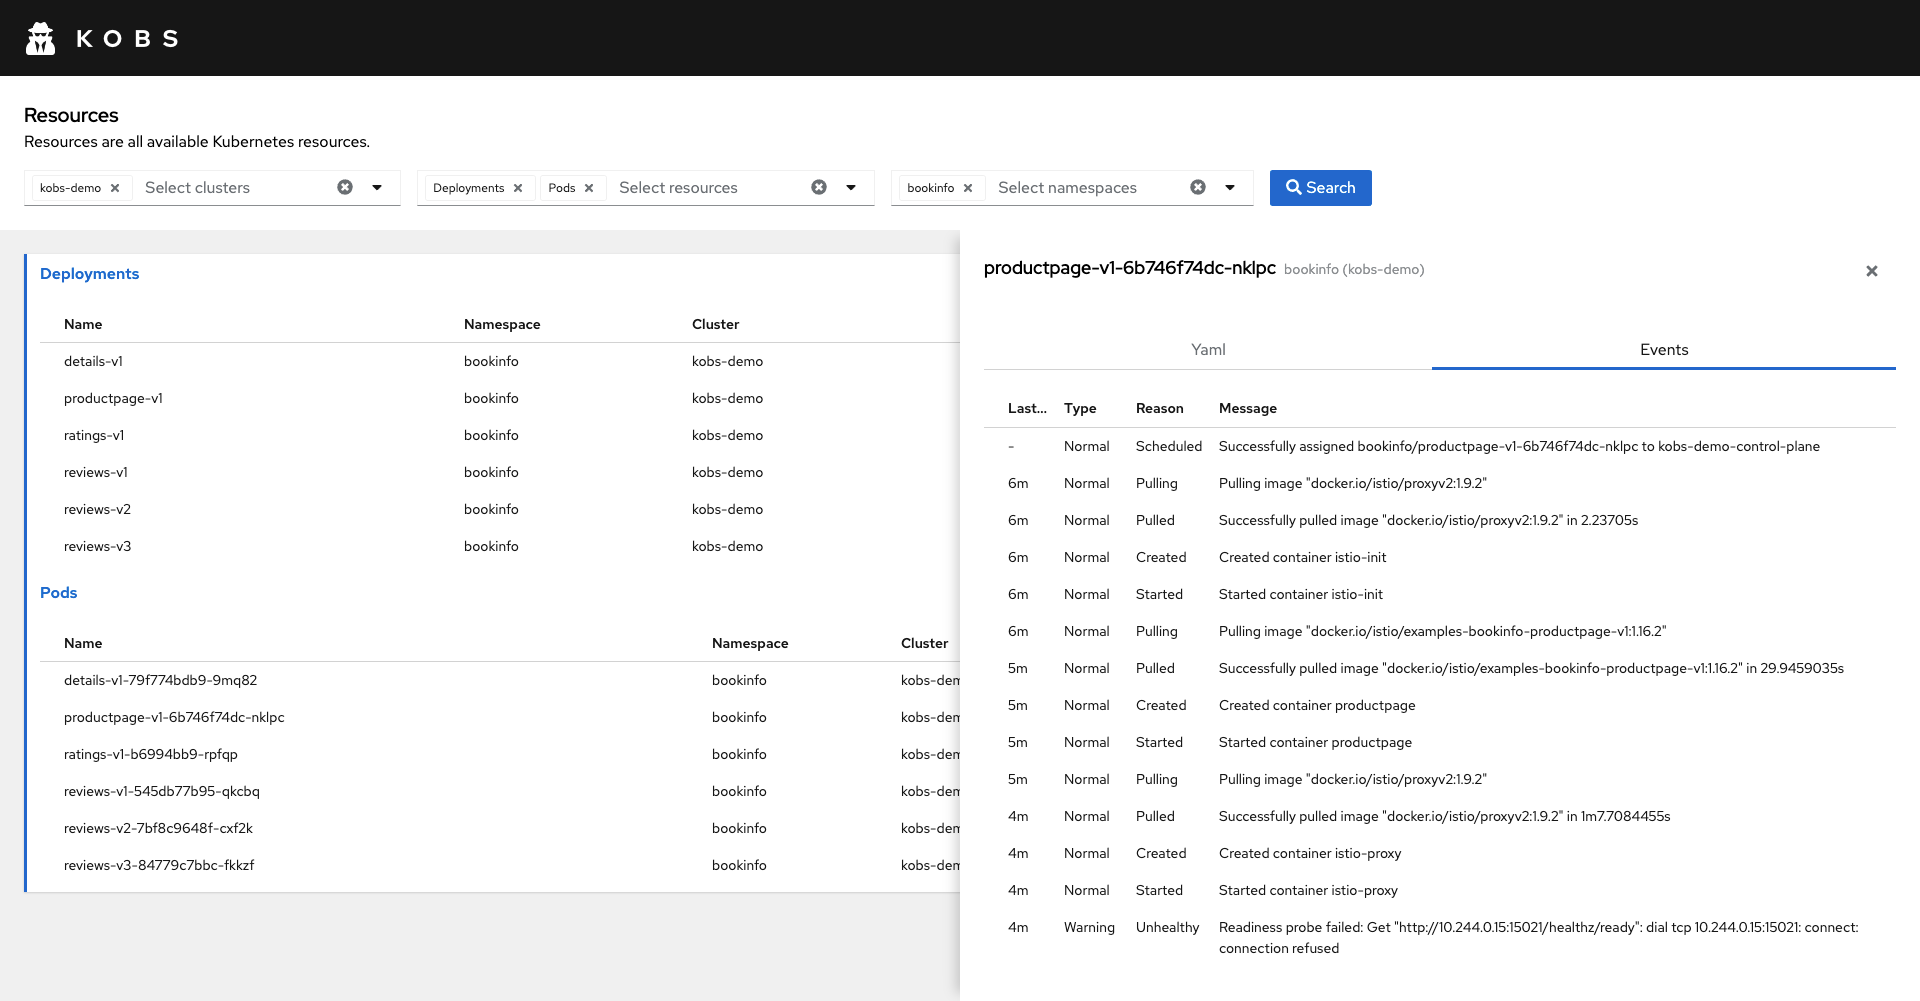 KOBS
Resources
Resources are all available Kubernetes resources.
kobs-demo Select clusters Deployments Pods Select resources bookinfo Select namespaces Search
Deployments
Name Namespace Cluster
details-v1 bookinfo kobs-demo
productpage-v1 bookinfo kobs-demo
ratings-v1 bookinfo kobs-demo
reviews-v1 bookinfo kobs-demo
reviews-v2 bookinfo kobs-demo
reviews-v3 bookinfo kobs-demo
Pods
Name Namespace Cluster
details-v1-79f774bdb9-9mq82 bookinfo kobs-dem
productpage-v1-6b746f74dc-nklpc bookinfo kobs-dem
ratings-v1-b6994bb9-rpfqp bookinfo kobs-dem
reviews-v1-545db77b95-qkcbq bookinfo kobs-dem
reviews-v2-7bf8c9648f-cxf2k bookinfo kobs-dem
reviews-v3-84779c7bbc-fkkzf bookinfo kobs-dem
productpage-v1-6b746f74dc-nklpc bookinfo (kobs-demo)
Yaml Events
Last... Type Reason Message
- Normal Scheduled Successfully assigned bookinfo/productpage-v1-6b746f74dc-nklpc to kobs-demo-control-plane
6m Normal Pulling Pulling image "docker.io/istio/proxyv2:1.9.2"
6m Normal Pulled Successfully pulled image "docker.io/istio/proxyv2:1.9.2" in 2.23705s
6m Normal Created Created container istio-init
6m Normal Started Started container istio-init
6m Normal Pulling Pulling image "docker.io/istio/examples-bookinfo-productpage-v1:1.16.2"
5m Normal Pulled Successfully pulled image "docker.io/istio/examples-bookinfo-productpage-v1:1.16.2" in 29.9459035s
5m Normal Created Created container productpage
5m Normal Started Started container productpage
5m Normal Pulling Pulling image "docker.io/istio/proxyv2:1.9.2"
4m Normal Pulled Successfully pulled image "docker.io/istio/proxyv2:1.9.2" in 1m7.7084455s
4m Normal Created Created container istio-proxy
4m Normal Started Started container istio-proxy
4m Warning Unhealthy Readiness probe failed: Get "http://10.244.0.15:15021/healthz/ready": dial tcp 10.244.0.15:15021: connect:
connection refused